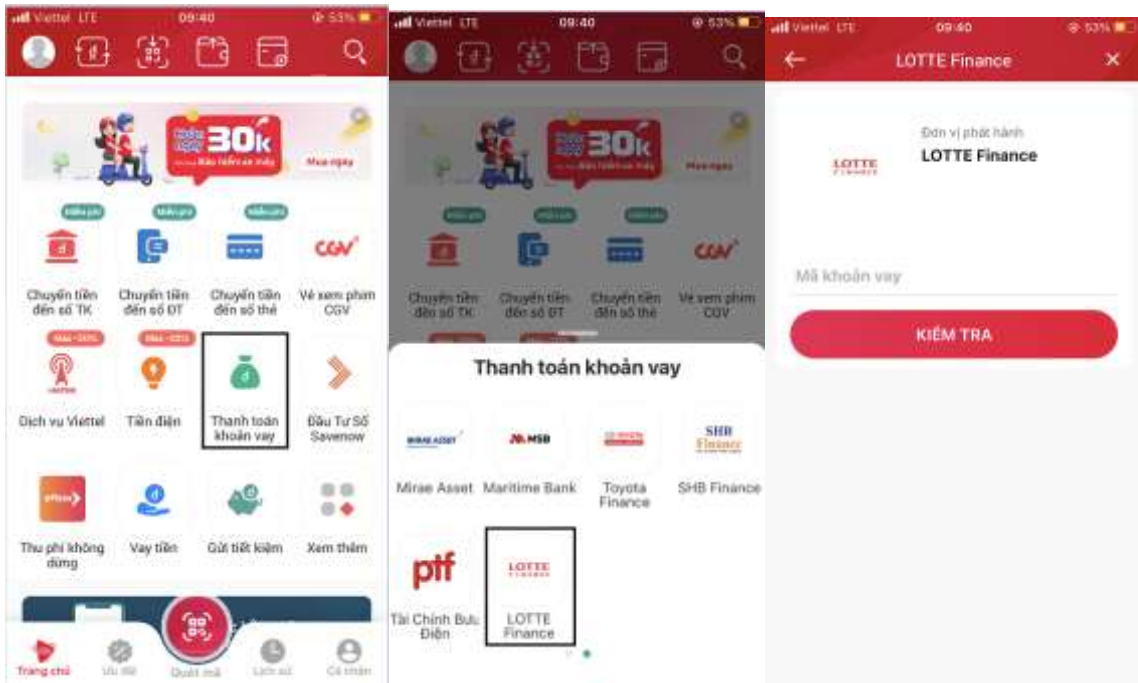 Viettel LTE 09:40 53%
30k
Mua ngay
Miễn phí Miễn phí Miễn phí
CGV
Chuyển tiền Chuyển tiền Chuyển tiền Vé xem phim
đến số TK đến số ĐT đến số thẻ CGV
Dịch vụ Viettel Tiền điện Thanh toán Đầu Tư Số
khoản vay Savenow
Thu phí không Vay tiền Gửi tiết kiệm Xem thêm
dừng
Trang chủ Ưu đãi Quét mã Lịch sử Cá nhân
Viettel LTE 09:40 53%
30k
Mua ngay
CGV
Chuyển tiền Chuyển tiền Chuyển tiền Vé xem phim
đến số TK đến số ĐT đến số thẻ CGV
Thanh toán khoản vay
MIRAE ASSET MSB TOYOTA SHB
Finance
Mirae Asset Maritime Bank Toyota SHB Finance
Finance
ptf LOTTE
FINANCE
Tài Chính Bưu LOTTE
Điện Finance
Viettel LTE 09:40 53%
LOTTE Finance
Đơn vị phát hành
LOTTE LOTTE Finance
FINANCE
Mã khoản vay
KIỂM TRA